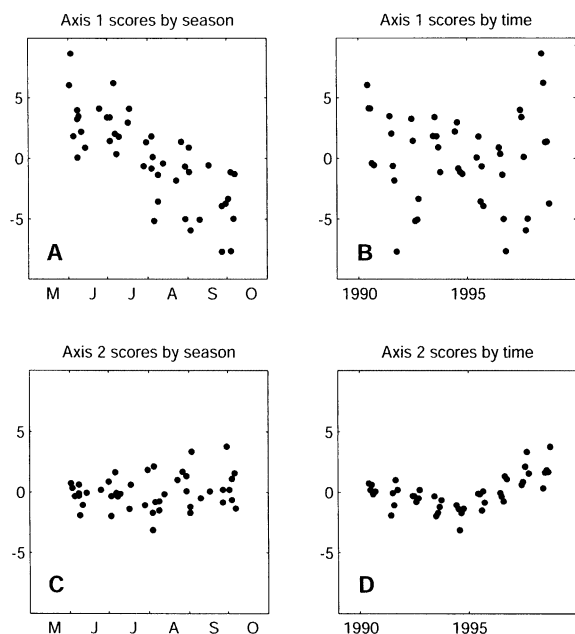 Axis 1 scores by season
Axis 1 scores by time
5
0
-5
A
M J J A S O
5
0
-5
B
1990 1995
Axis 2 scores by season
Axis 2 scores by time
5
0
-5
C
M J J A S O
5
0
-5
D
1990 1995